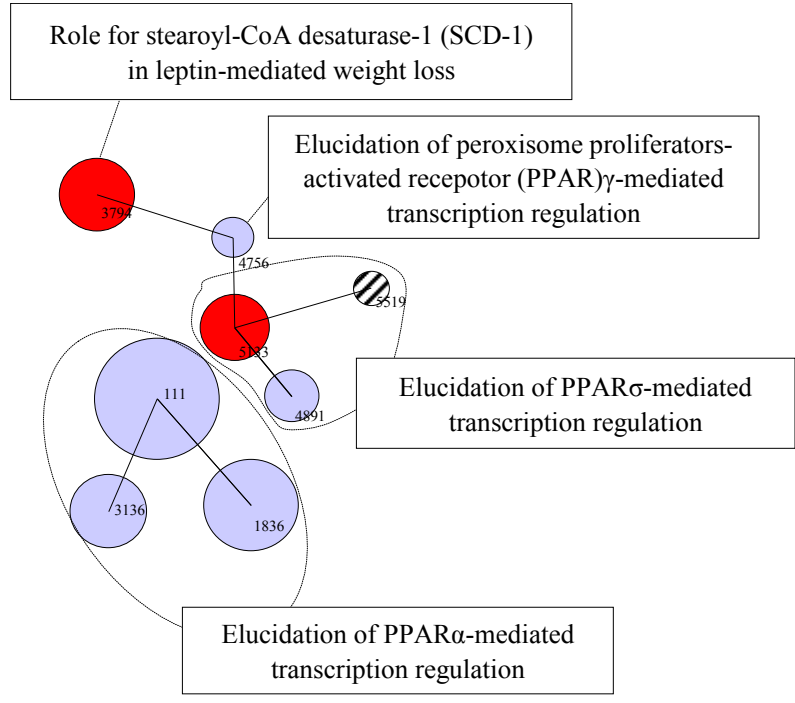 Role for stearoyl-CoA desaturase-1 (SCD-1)
in leptin-mediated weight loss
Elucidation of peroxisome proliferators-
activated recepotor (PPAR)γ-mediated
transcription regulation
3794
4756
5519
5133
Elucidation of PPARσ-mediated
transcription regulation
111
4891
3136
1836
Elucidation of PPARα-mediated
transcription regulation